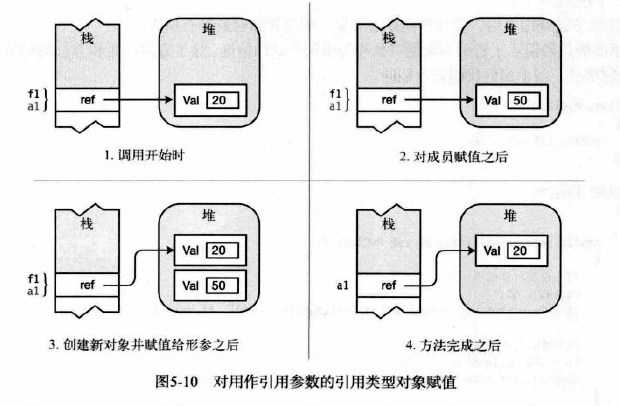 栈
堆
f1
a1
ref
Val 20
1. 调用开始时
栈
堆
f1
a1
ref
Val 50
2. 对成员赋值之后
栈
堆
Val 20
Val 50
f1
a1
ref
3. 创建新对象并赋值给形参之后
栈
堆
Val 20
a1
ref
4. 方法完成之后
图5-10 对用作引用参数的引用类型对象赋值